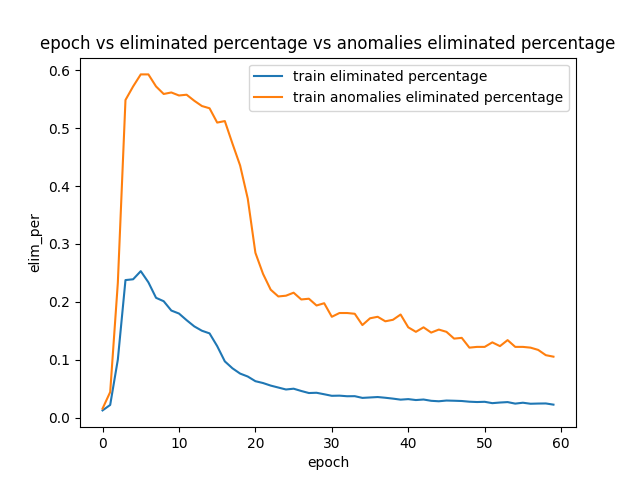 epoch vs eliminated percentage vs anomalies eliminated percentage
train eliminated percentage
train anomalies eliminated percentage
elim_per
0.6
0.5
0.4
0.3
0.2
0.1
0.0
0 10 20 30 40 50 60
epoch